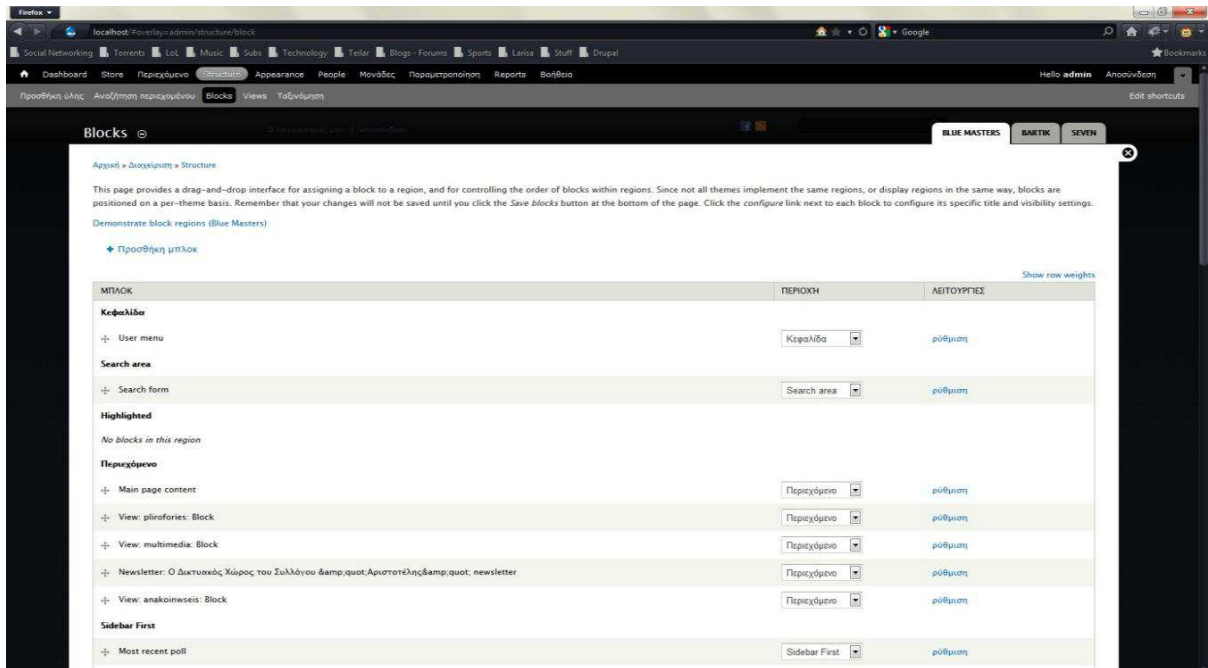 Firefox
localhost/#overlay=admin/structure/block
Google
Social Networking Torrents LoL Music Subs Technology Teilar Blogs - Forums Sports Larisa Stuff Drupal
Bookmarks
Dashboard Store Περιεχόμενο Structure Appearance People Μονάδες Παραμετροποίηση Reports Βοήθεια
Hello admin Αποσύνδεση
Προσθήκη ύλης Αναζήτηση περιεχομένου Blocks Views Ταξινόμηση
Edit shortcuts
Blocks
Ο λογαριασμός μου | Αποσύνδεση
BLUE MASTERS BARTIK SEVEN
Αρχική » Διαχείριση » Structure
This page provides a drag-and-drop interface for assigning a block to a region, and for controlling the order of blocks within regions. Since not all themes implement the same regions, or display regions in the same way, blocks are
positioned on a per-theme basis. Remember that your changes will not be saved until you click the Save blocks button at the bottom of the page. Click the configure link next to each block to configure its specific title and visibility settings.
Demonstrate block regions (Blue Masters)
Προσθήκη μπλοκ
Show row weights
ΜΠΛΟΚ ΠΕΡΙΟΧΗ ΛΕΙΤΟΥΡΓΙΕΣ
Κεφαλίδα
User menu Κεφαλίδα ρύθμιση
Search area
Search form Search area ρύθμιση
Highlighted
No blocks in this region
Περιεχόμενο
Main page content Περιεχόμενο ρύθμιση
View: plirofories: Block Περιεχόμενο ρύθμιση
View: multimedia: Block Περιεχόμενο ρύθμιση
Newsletter: Ο Δικτυακός Χώρος του Συλλόγου &amp;quot;Αριστοτέλης&amp;quot; newsletter Περιεχόμενο ρύθμιση
View: anakoinwseis: Block Περιεχόμενο ρύθμιση
Sidebar First
Most recent poll Sidebar First ρύθμιση